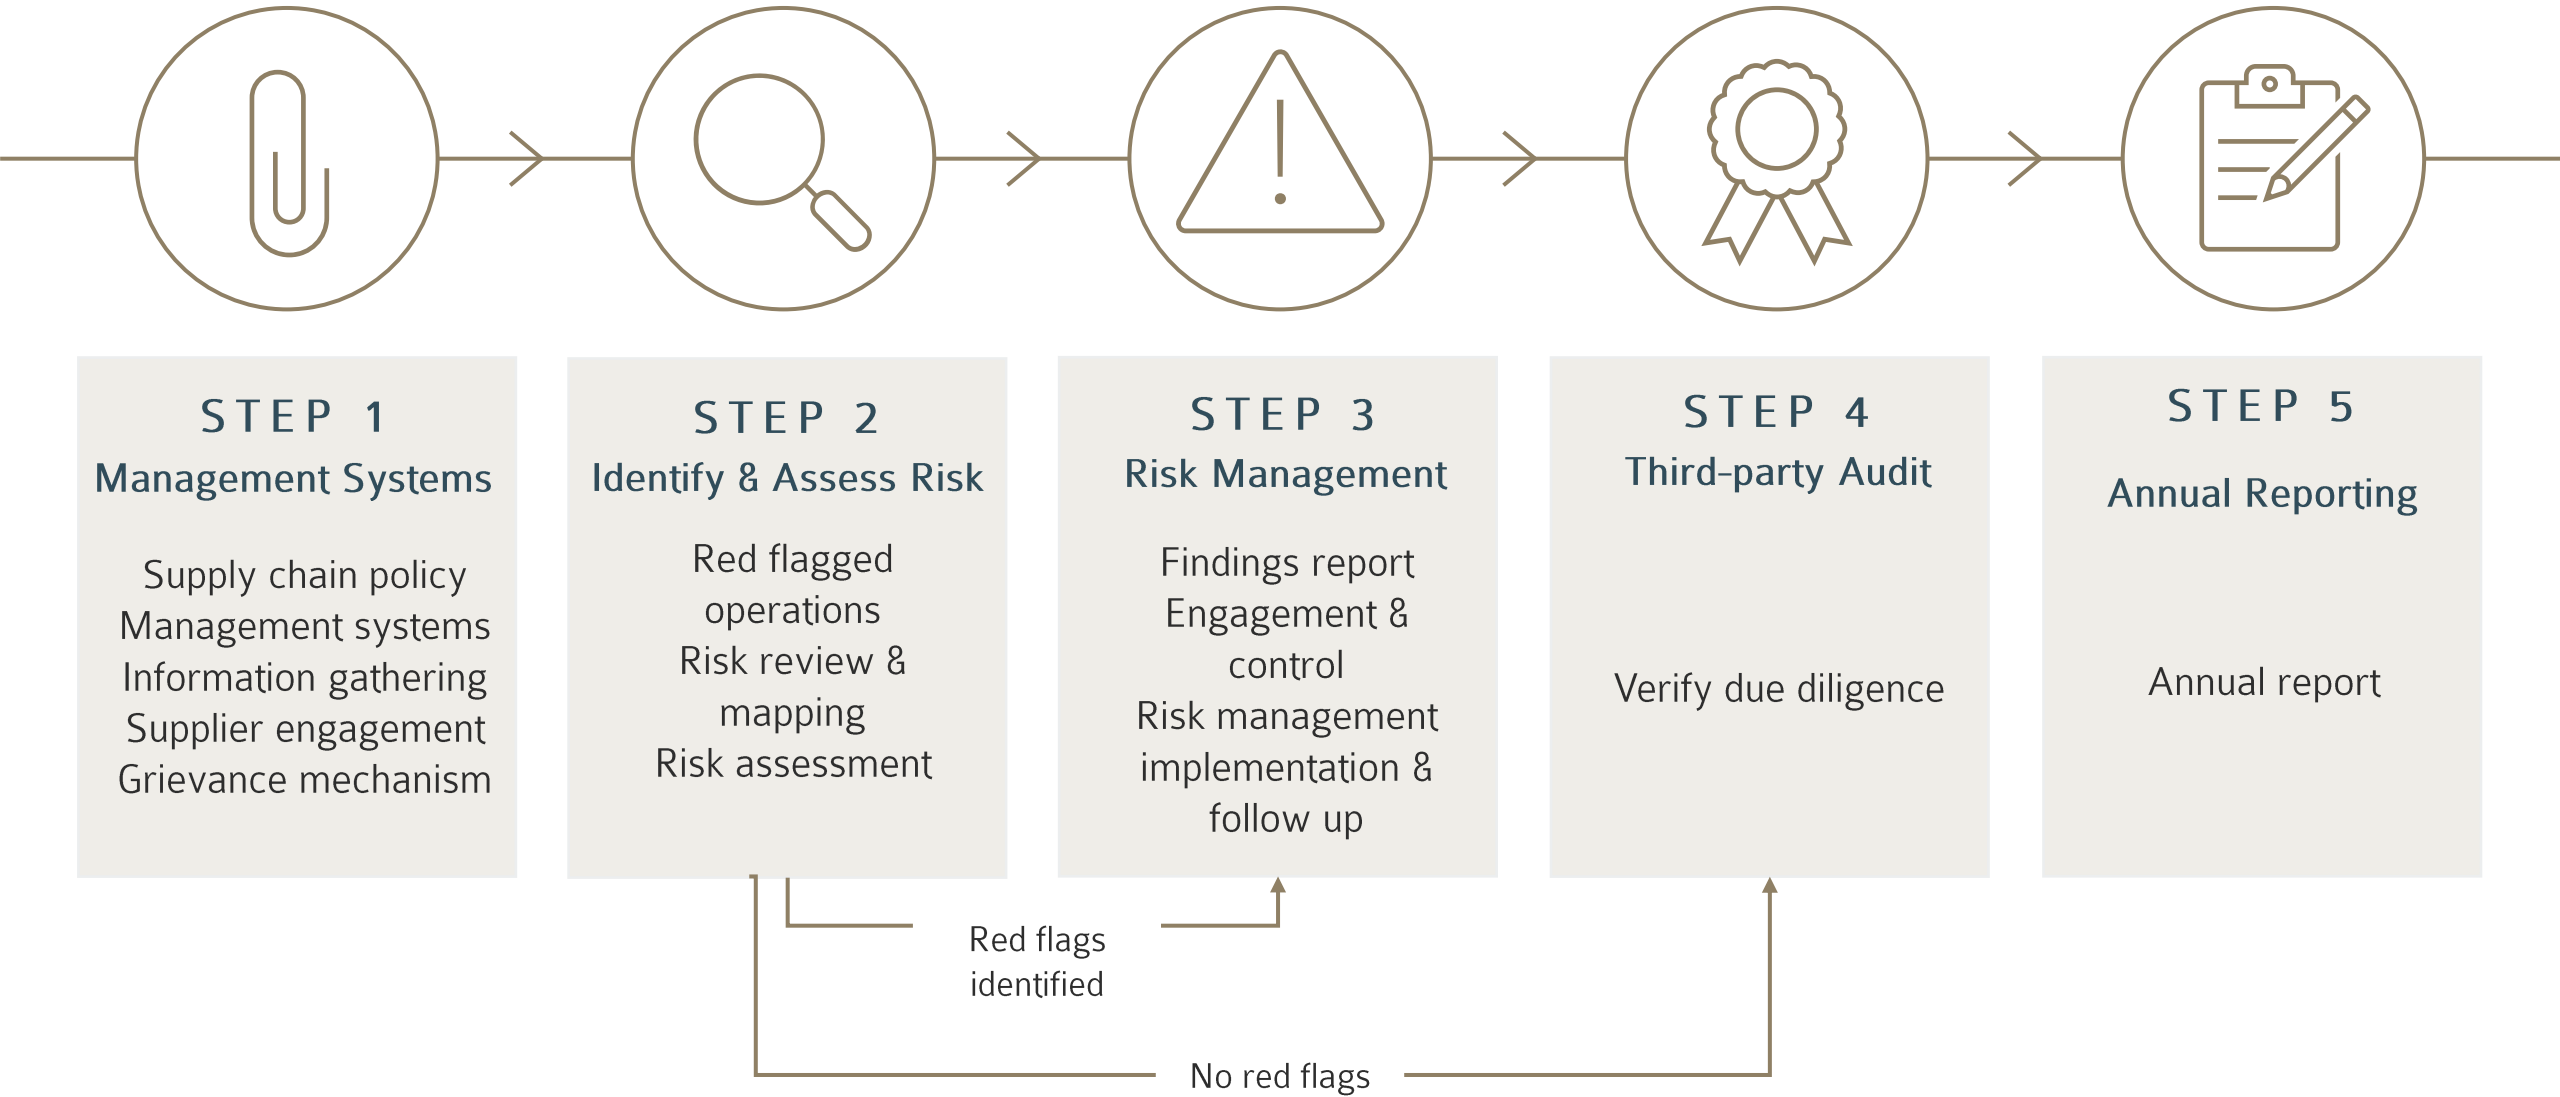 STEP 1
Management Systems
Supply chain policy
Management systems
Information gathering
Supplier engagement
Grievance mechanism
STEP 2
Identify & Assess Risk
Red flagged
operations
Risk review &
mapping
Risk assessment
STEP 3
Risk Management
Findings report
Engagement &
control
Risk management
implementation &
follow up
STEP 4
Third-party Audit
Verify due diligence
STEP 5
Annual Reporting
Annual report
Red flags
identified
No red flags